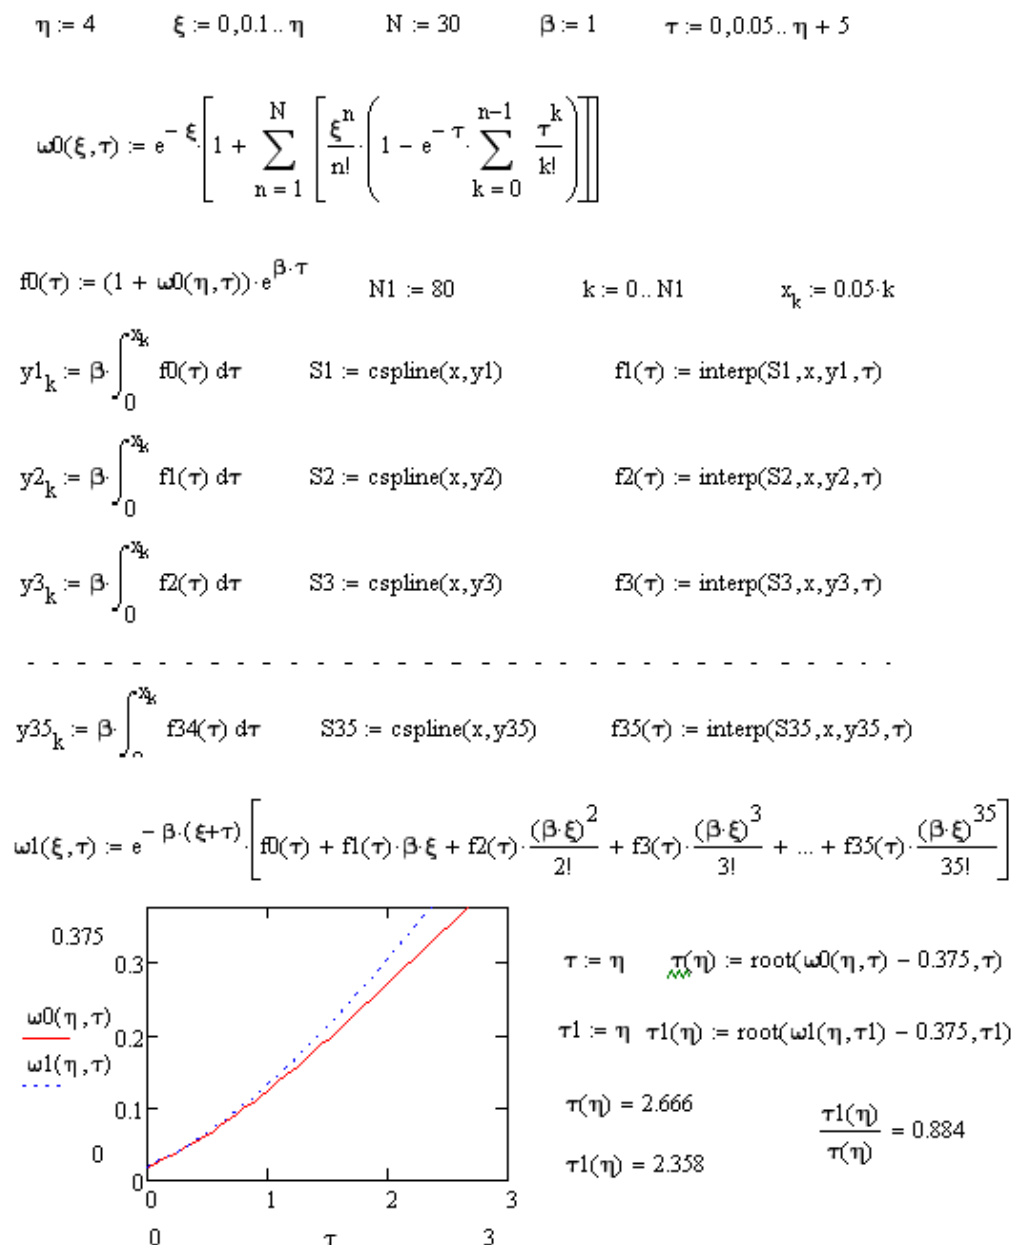 η := 4 ξ := 0,0.1.. η N := 30 β := 1 τ := 0,0.05.. η + 5
ω0(ξ,τ) := e^(-ξ)·[1 + ∑_(n = 1)^N [ξ^n/n!·(1 − e^(-τ)·∑_(k = 0)^(n−1) τ^k/k!)]]
f0(τ) := (1 + ω0(η,τ))·e^(β·τ) N1 := 80 k := 0.. N1 x_k := 0.05·k
y1_k := β·∫_0^(x_k) f0(τ) dτ S1 := cspline(x,y1) f1(τ) := interp(S1,x,y1,τ)
y2_k := β·∫_0^(x_k) f1(τ) dτ S2 := cspline(x,y2) f2(τ) := interp(S2,x,y2,τ)
y3_k := β·∫_0^(x_k) f2(τ) dτ S3 := cspline(x,y3) f3(τ) := interp(S3,x,y3,τ)
- - - - - - - - - - - - - - - - - - - - - - - - - - - - - - - - - - -
y35_k := β·∫_0^(x_k) f34(τ) dτ S35 := cspline(x,y35) f35(τ) := interp(S35,x,y35,τ)
ω1(ξ,τ) := e^(-β·(ξ+τ))·[f0(τ) + f1(τ)·β·ξ + f2(τ)·(β·ξ)^2/2! + f3(τ)·(β·ξ)^3/3! + ... + f35(τ)·(β·ξ)^35/35!]
0.375
0.3
ω0(η,τ)
0.2
ω1(η,τ)
0.1
0
0
0 1 2 3
0 τ 3
τ := η τ(η) := root(ω0(η,τ) − 0.375,τ)
τ1 := η τ1(η) := root(ω1(η,τ1) − 0.375,τ1)
τ(η) = 2.666
τ1(η)/τ(η) = 0.884
τ1(η) = 2.358